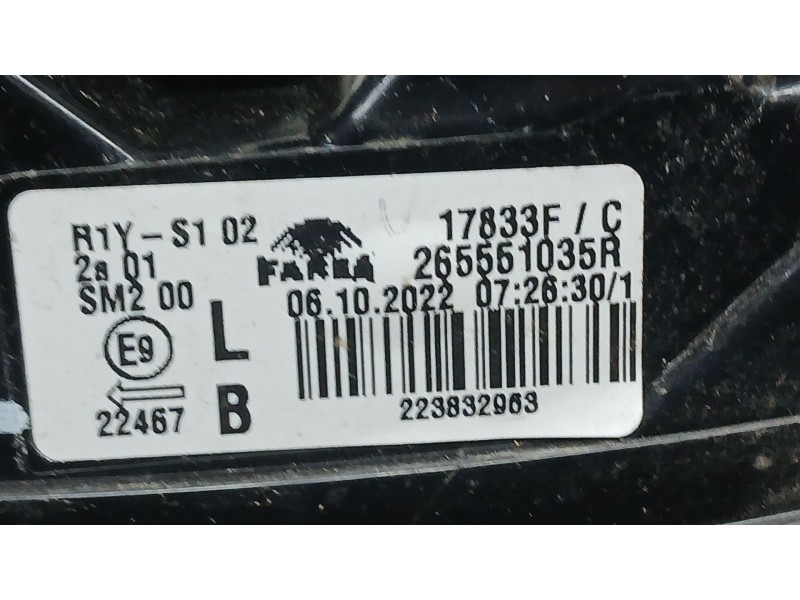 R1Y-S1 02
2a 01
SM2 00
E9
22467
L
B
FARBA
17833F / C
265551035R
06.10.2022 07:26:30/1
223832963